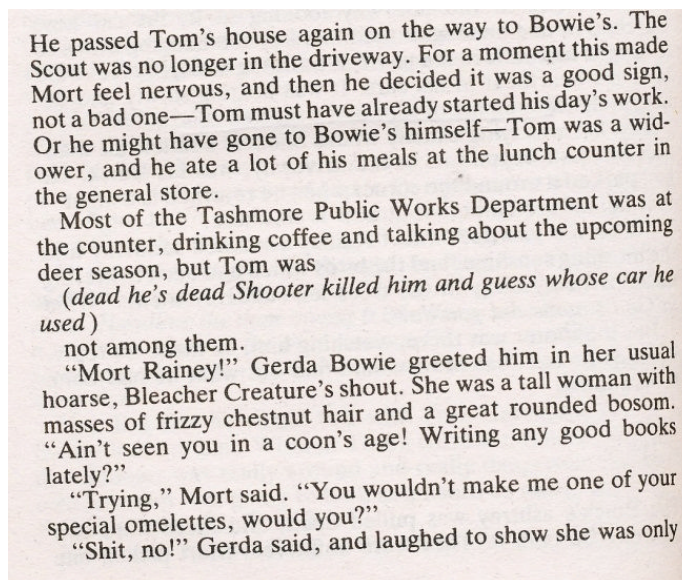 He passed Tom's house again on the way to Bowie's. The
Scout was no longer in the driveway. For a moment this made
Mort feel nervous, and then he decided it was a good sign,
not a bad one—Tom must have already started his day's work.
Or he might have gone to Bowie's himself—Tom was a wid-
ower, and he ate a lot of his meals at the lunch counter in
the general store.
Most of the Tashmore Public Works Department was at
the counter, drinking coffee and talking about the upcoming
deer season, but Tom was
(dead he's dead Shooter killed him and guess whose car he
used)
not among them.
“Mort Rainey!” Gerda Bowie greeted him in her usual
hoarse, Bleacher Creature's shout. She was a tall woman with
masses of frizzy chestnut hair and a great rounded bosom.
“Ain't seen you in a coon's age! Writing any good books
lately?”
“Trying,” Mort said. “You wouldn't make me one of your
special omelettes, would you?”
“Shit, no!” Gerda said, and laughed to show she was only